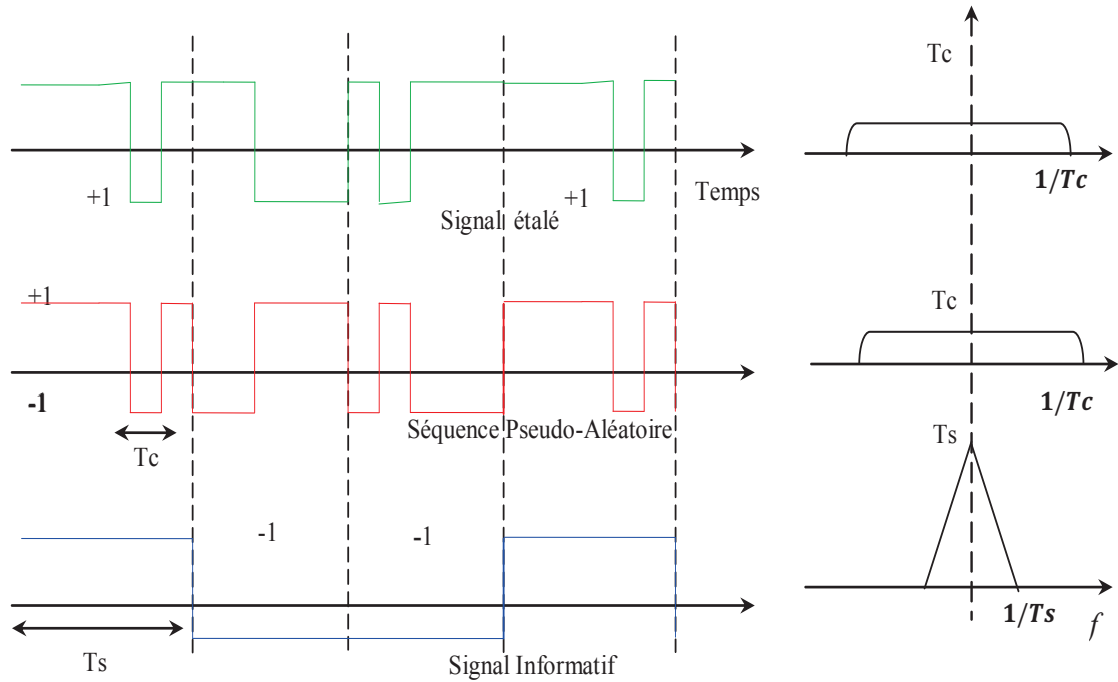 +1
+1
Temps
Signal étalé
+1
-1
Séquence Pseudo-Aléatoire
Tc
-1
-1
Ts
Signal Informatif
Tc
1/Tc
Tc
1/Tc
Ts
1/Ts
f